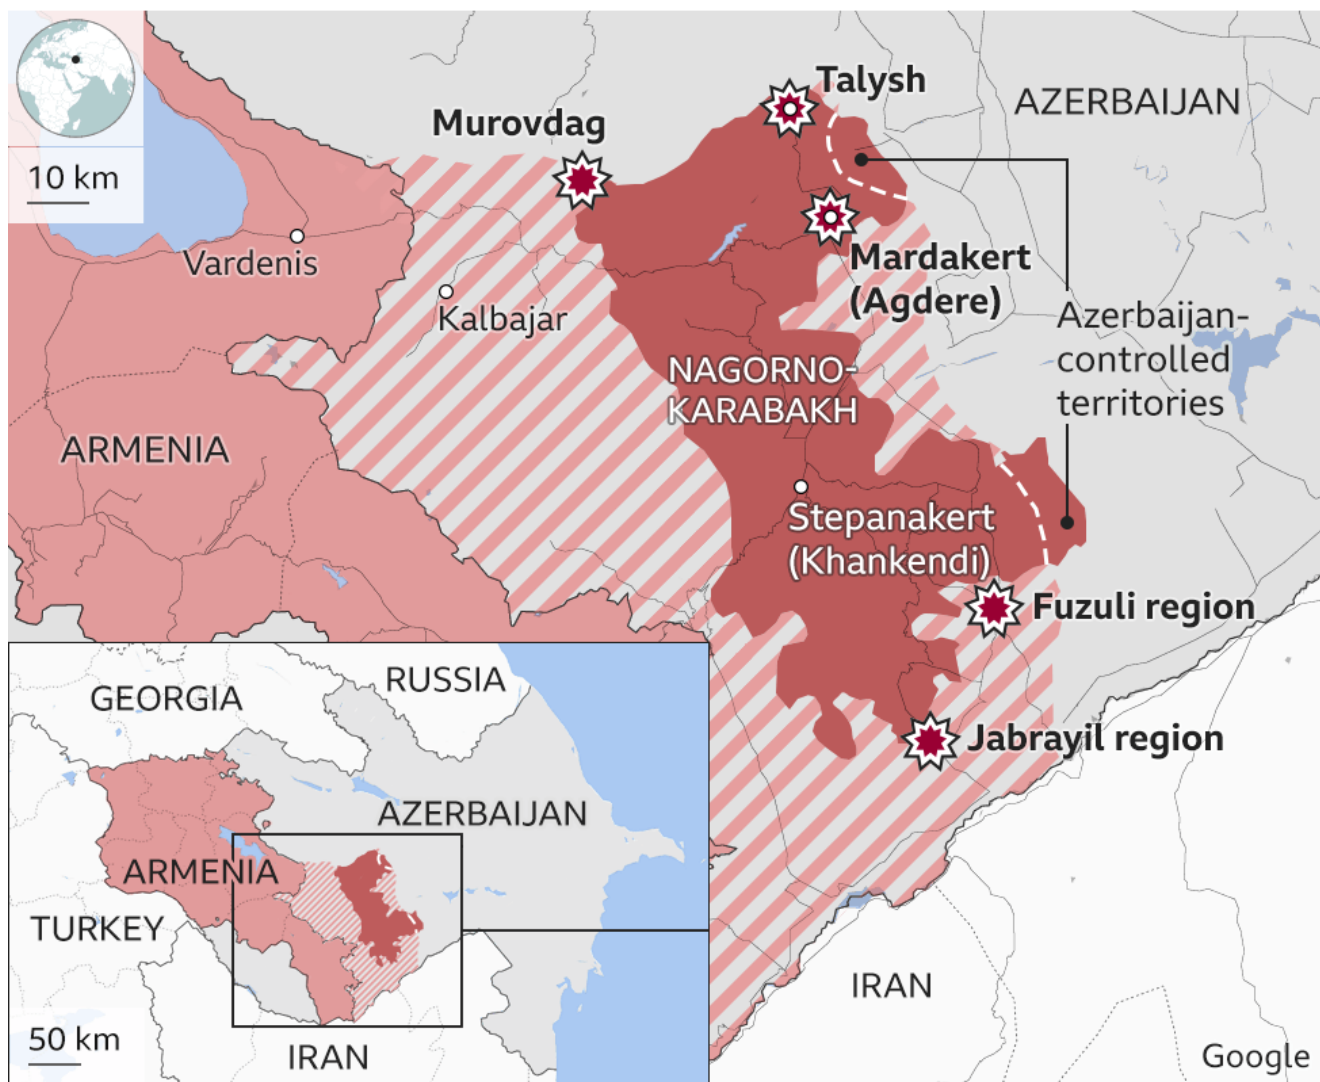 Talysh
AZERBAIJAN
Murovdag
10 km
Vardenis
Mardakert
(Agdere)
Kalbajar
Azerbaijan-
controlled
territories
NAGORNO-
KARABAKH
ARMENIA
Stepanakert
(Khankendi)
Fuzuli region
Jabrayil region
IRAN
Google
RUSSIA
GEORGIA
AZERBAIJAN
ARMENIA
TURKEY
50 km
IRAN